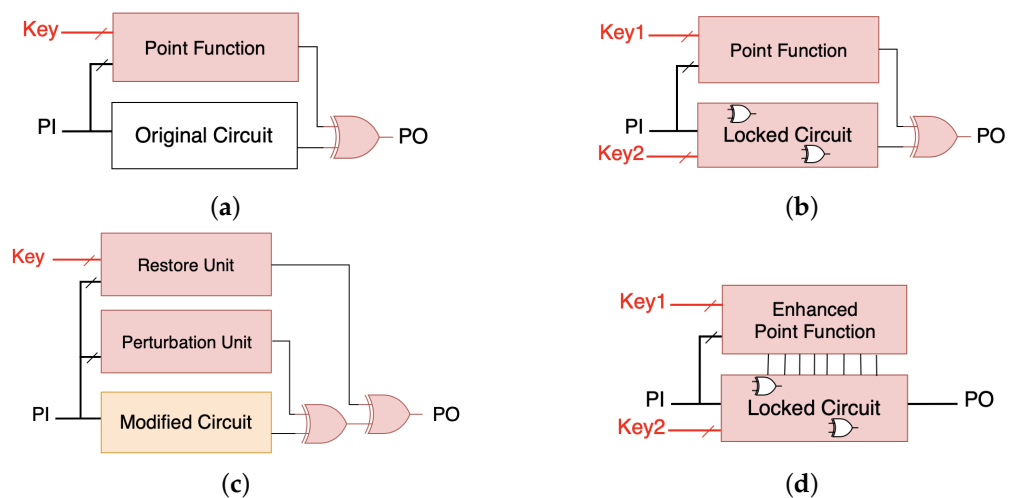 Key
Point Function
PI
Original Circuit
PO
(a)
Key1
Point Function
PI
Locked Circuit
Key2
PO
(b)
Key
Restore Unit
Perturbation Unit
PI
Modified Circuit
PO
(c)
Key1
Enhanced
Point Function
PI
Locked Circuit
Key2
PO
(d)